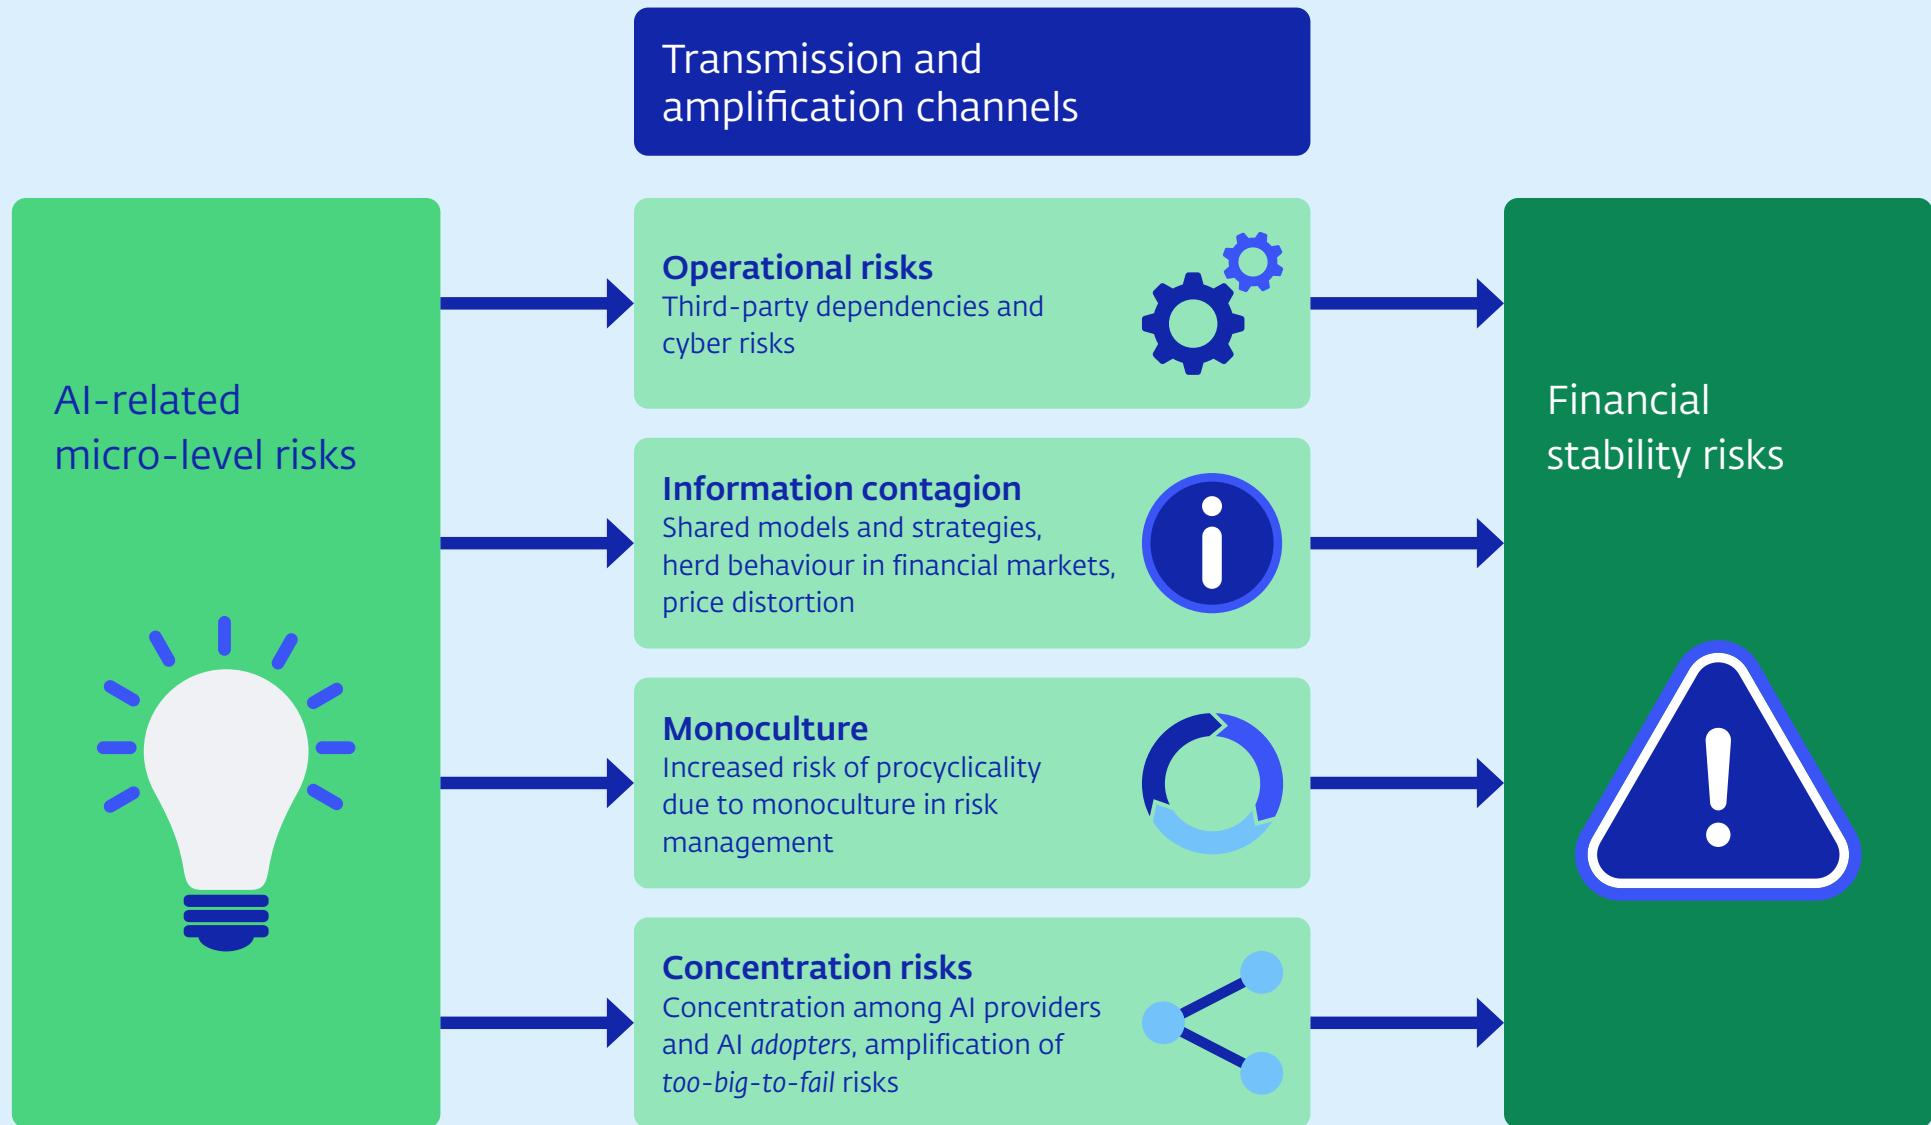 Transmission and
amplification channels
AI-related
micro-level risks
Operational risks
Third-party dependencies and
cyber risks
Information contagion
Shared models and strategies,
herd behaviour in financial markets,
price distortion
Monoculture
Increased risk of procyclicality
due to monoculture in risk
management
Concentration risks
Concentration among AI providers
and AI adopters, amplification of
too-big-to-fail risks
Financial
stability risks